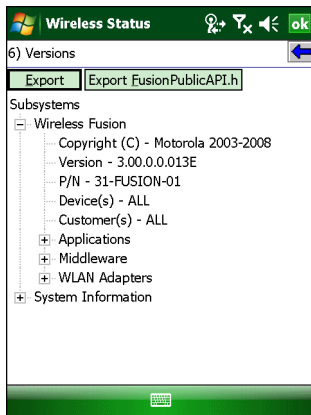 Wireless Status
ok
6) Versions
Export
Export FusionPublicAPI.h
Subsystems
Wireless Fusion
Copyright (C) - Motorola 2003-2008
Version - 3.00.0.0.013E
P/N - 31-FUSION-01
Device(s) - ALL
Customer(s) - ALL
Applications
Middleware
WLAN Adapters
System Information